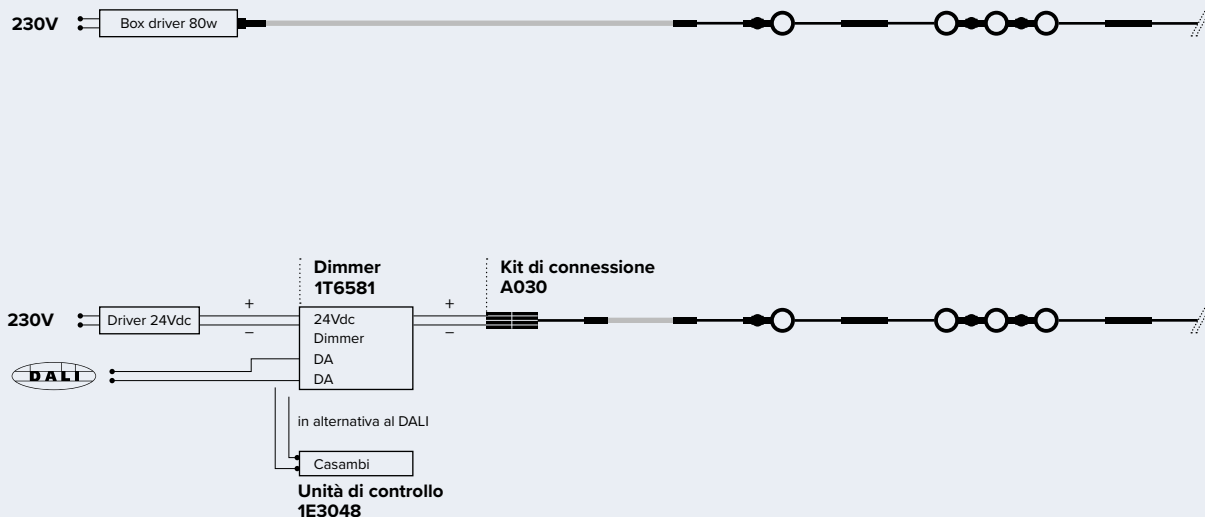 230V
Box driver 80w
Dimmer
1T6581
Kit di connessione
A030
230V
Driver 24Vdc
+
–
24Vdc
Dimmer
DA
DA
+
–
DALI
in alternativa al DALI
Casambi
Unità di controllo
1E3048